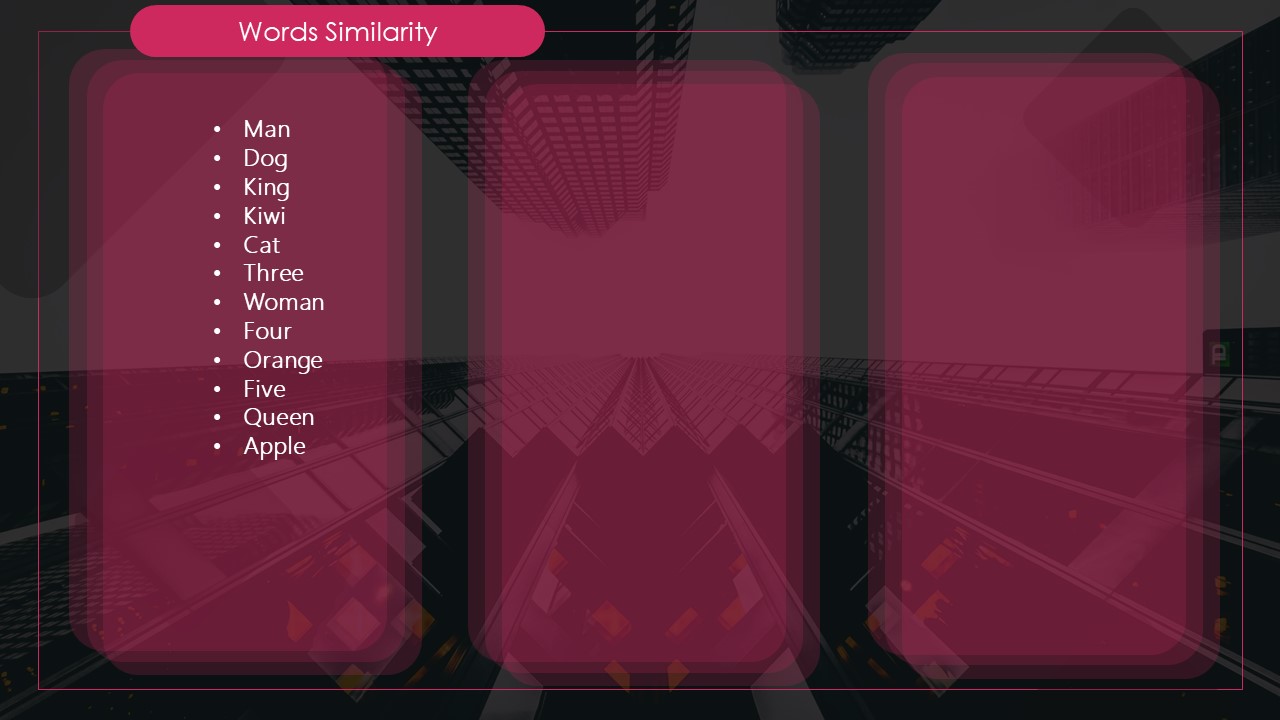 Words Similarity
• Man
• Dog
• King
• Kiwi
• Cat
• Three
• Woman
• Four
• Orange
• Five
• Queen
• Apple